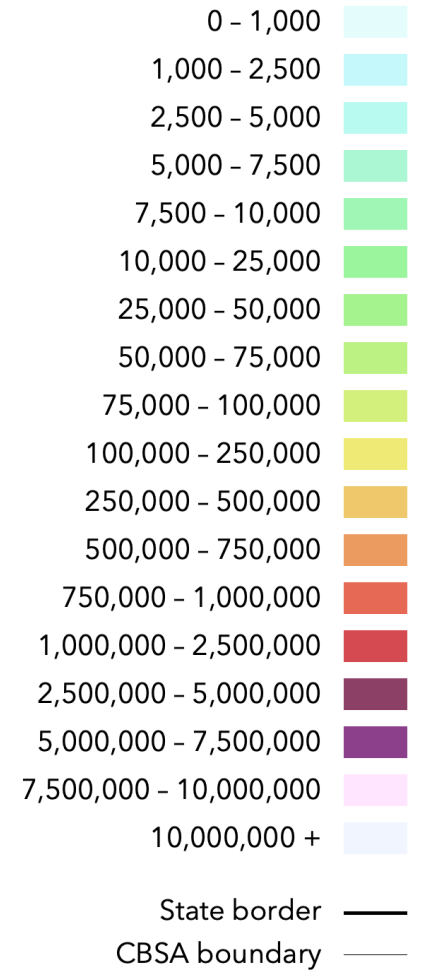 0 – 1,000
1,000 – 2,500
2,500 – 5,000
5,000 – 7,500
7,500 – 10,000
10,000 – 25,000
25,000 – 50,000
50,000 – 75,000
75,000 – 100,000
100,000 – 250,000
250,000 – 500,000
500,000 – 750,000
750,000 – 1,000,000
1,000,000 – 2,500,000
2,500,000 – 5,000,000
5,000,000 – 7,500,000
7,500,000 – 10,000,000
10,000,000 +
State border
CBSA boundary